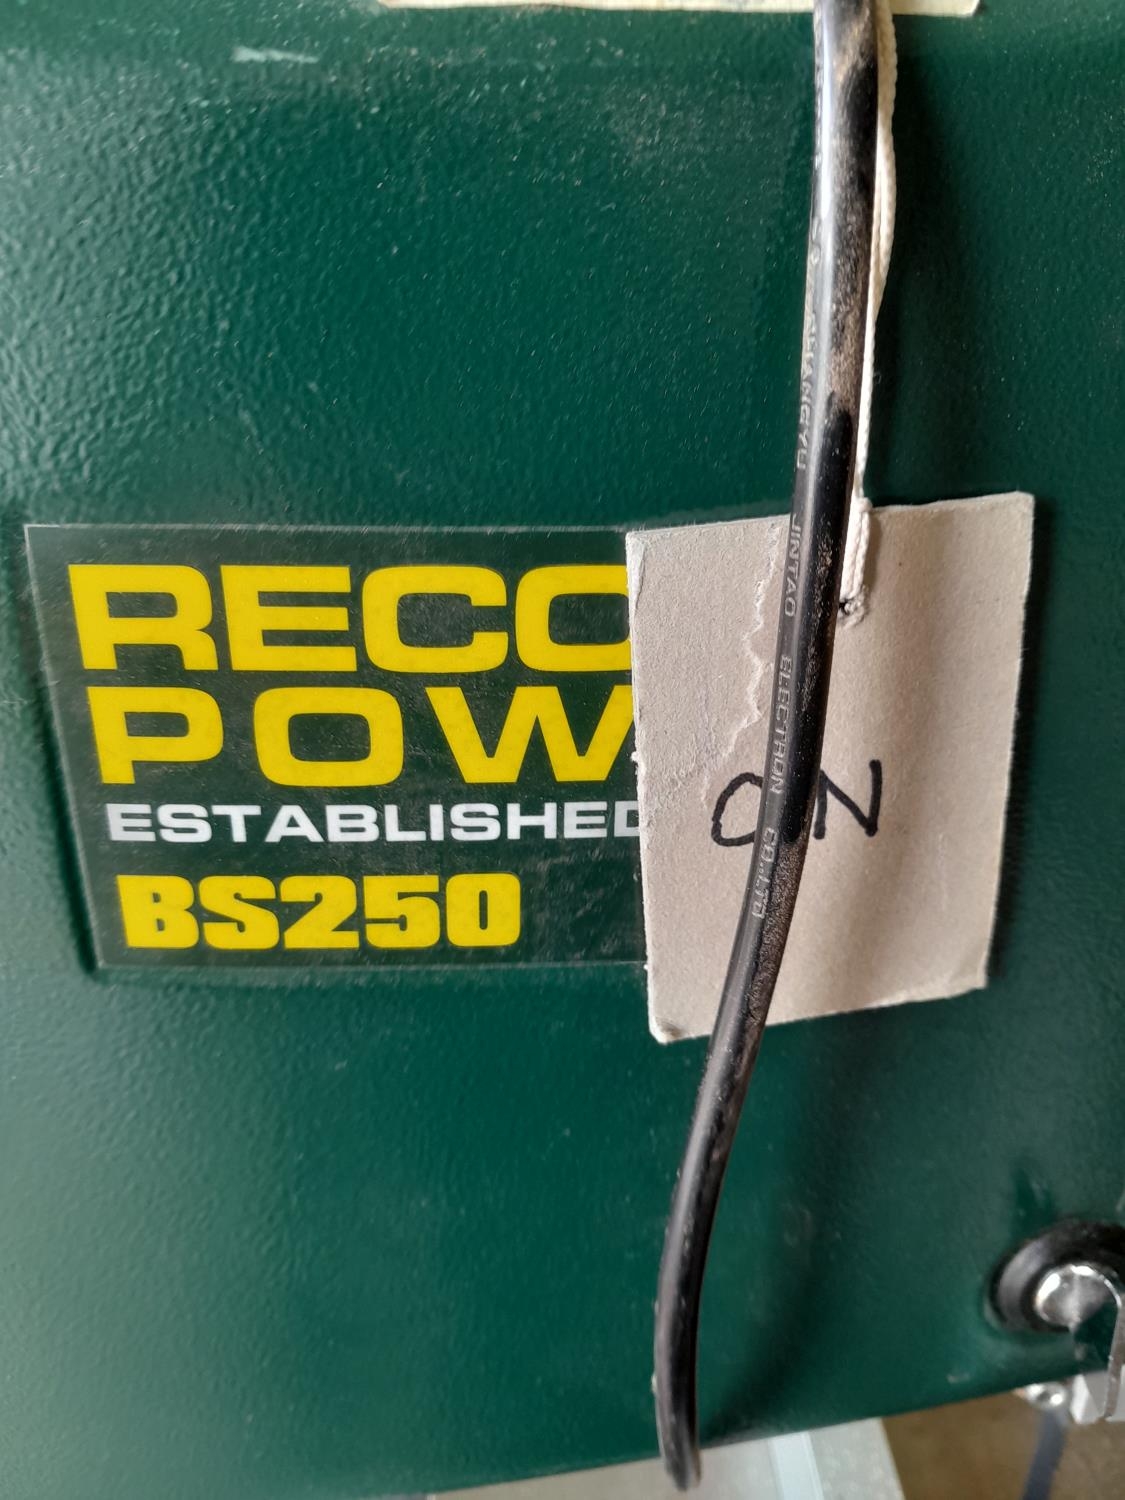 RECO
POW
ESTABLISHED
BS250
ON
JINTAO ELECTRON CO.,LTD